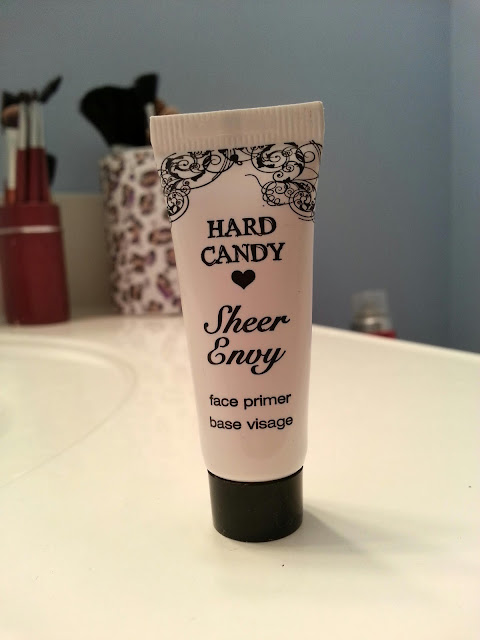 HARD
CANDY
Sheer
Envy
face primer
base visage